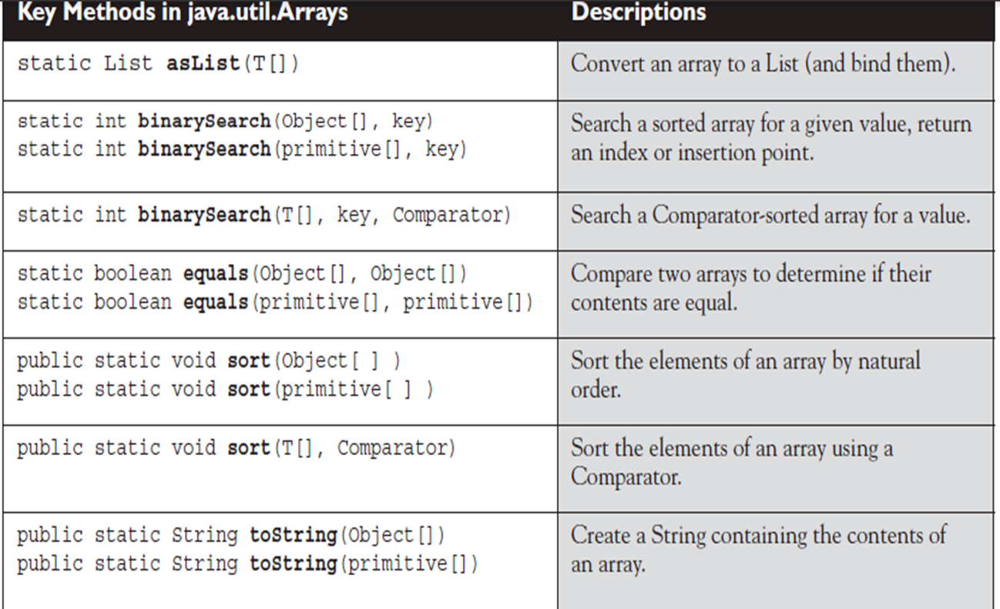 Key Methods in java.util.Arrays Descriptions
static List asList(T[]) Convert an array to a List (and bind them).
static int binarySearch(Object[], key) Search a sorted array for a given value, return
static int binarySearch(primitive[], key) an index or insertion point.
static int binarySearch(T[], key, Comparator) Search a Comparator-sorted array for a value.
static boolean equals(Object[], Object[]) Compare two arrays to determine if their
static boolean equals(primitive[], primitive[]) contents are equal.
public static void sort(Object[ ] ) Sort the elements of an array by natural
public static void sort(primitive[ ] ) order.
public static void sort(T[], Comparator) Sort the elements of an array using a
Comparator.
public static String toString(Object[]) Create a String containing the contents of
public static String toString(primitive[]) an array.